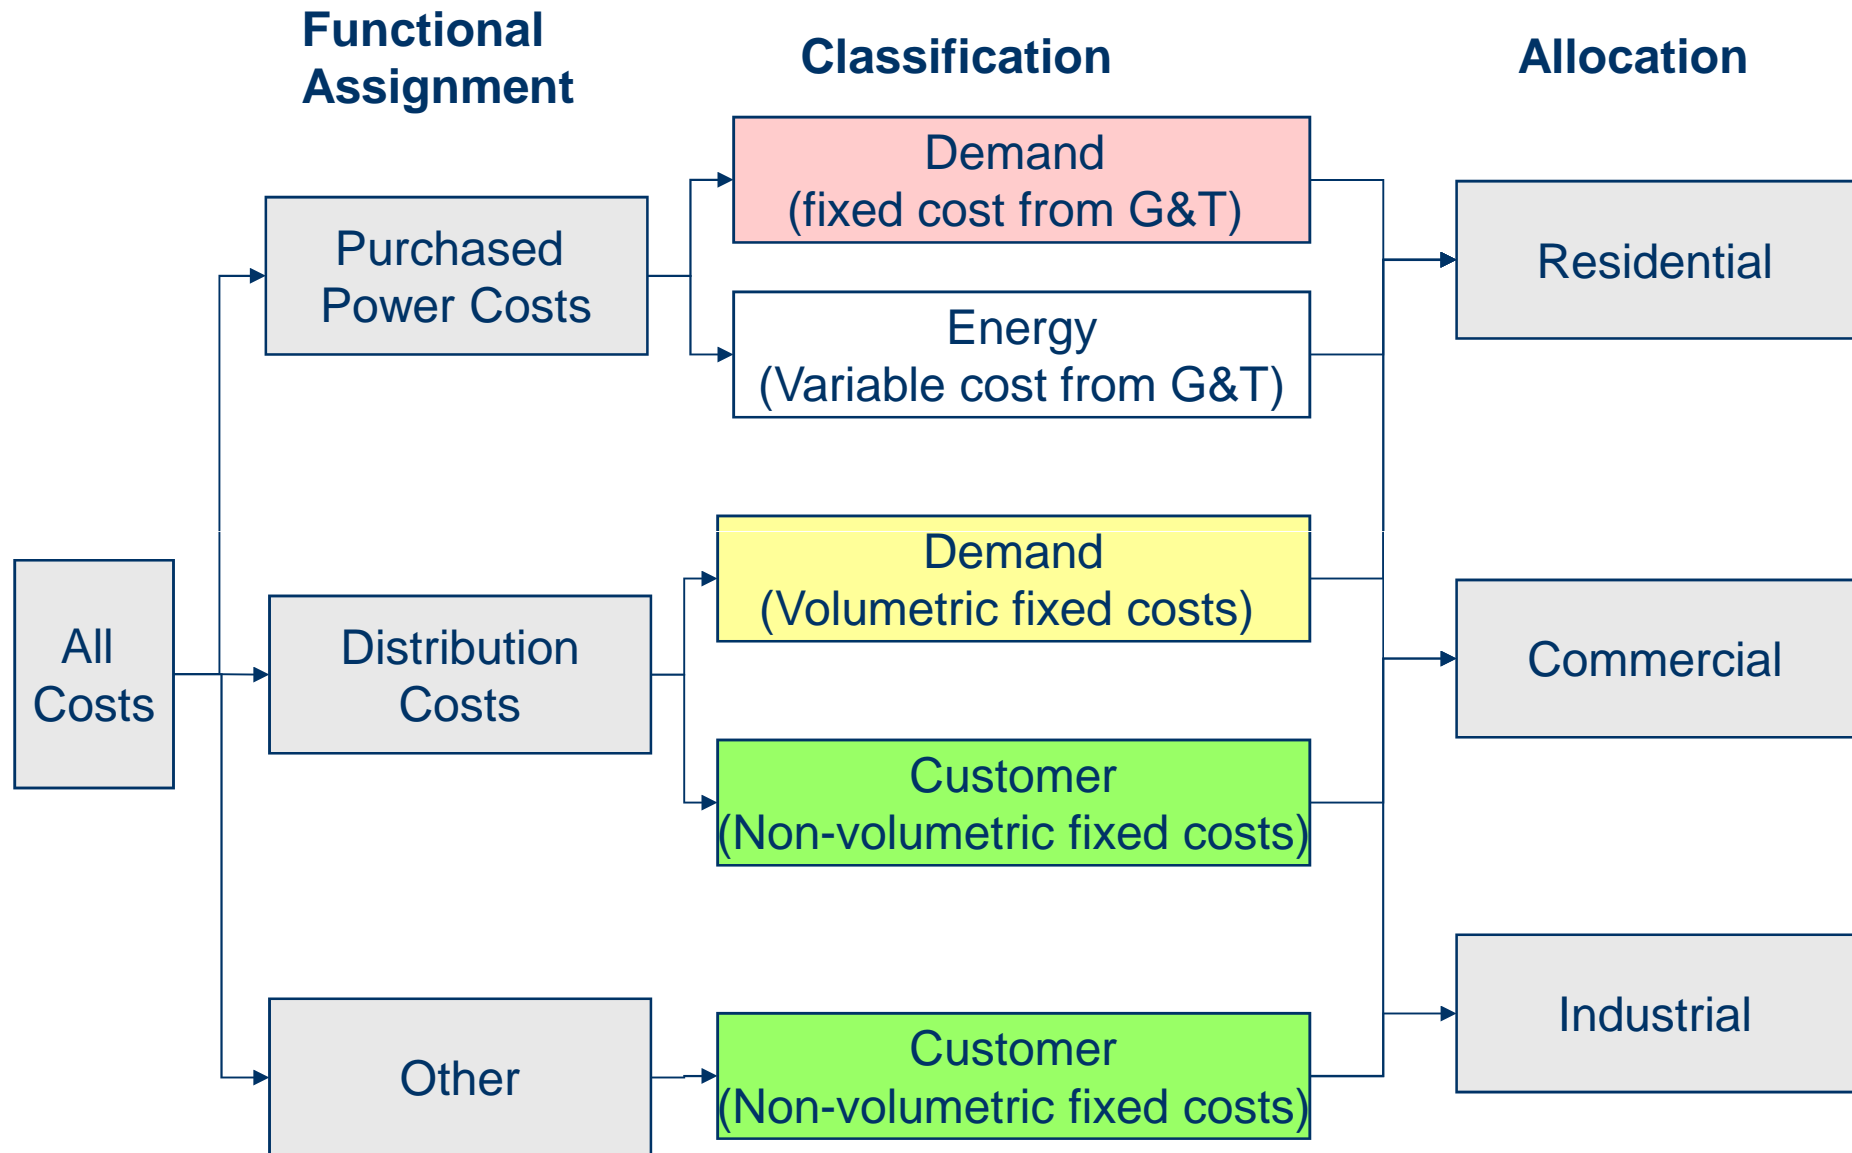 Functional
Assignment
Classification
Allocation
Demand
(fixed cost from G&T)
Purchased
Power Costs
Residential
Energy
(Variable cost from G&T)
Demand
(Volumetric fixed costs)
All
Costs
Distribution
Costs
Commercial
Customer
(Non-volumetric fixed costs)
Industrial
Other
Customer
(Non-volumetric fixed costs)